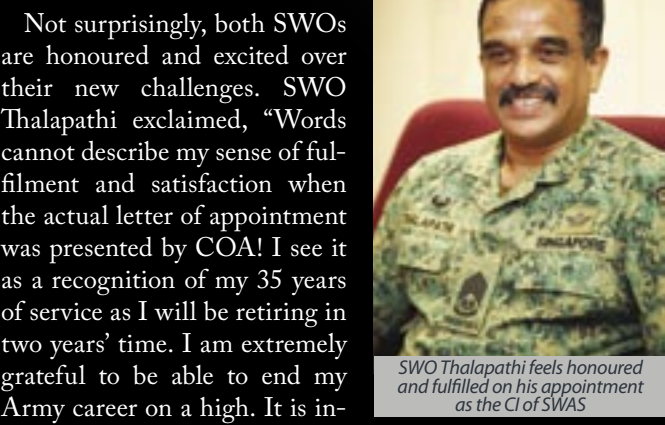 Not surprisingly, both SWOs
are honoured and excited over
their new challenges. SWO
Thalapathi exclaimed, “Words
cannot describe my sense of ful-
filment and satisfaction when
the actual letter of appointment
was presented by COA! I see it
as a recognition of my 35 years
of service as I will be retiring in
two years’ time. I am extremely
grateful to be able to end my
Army career on a high. It is in-
SINGAPORE
SWO Thalapathi feels honoured
and fulfilled on his appointment
as the CI of SWAS